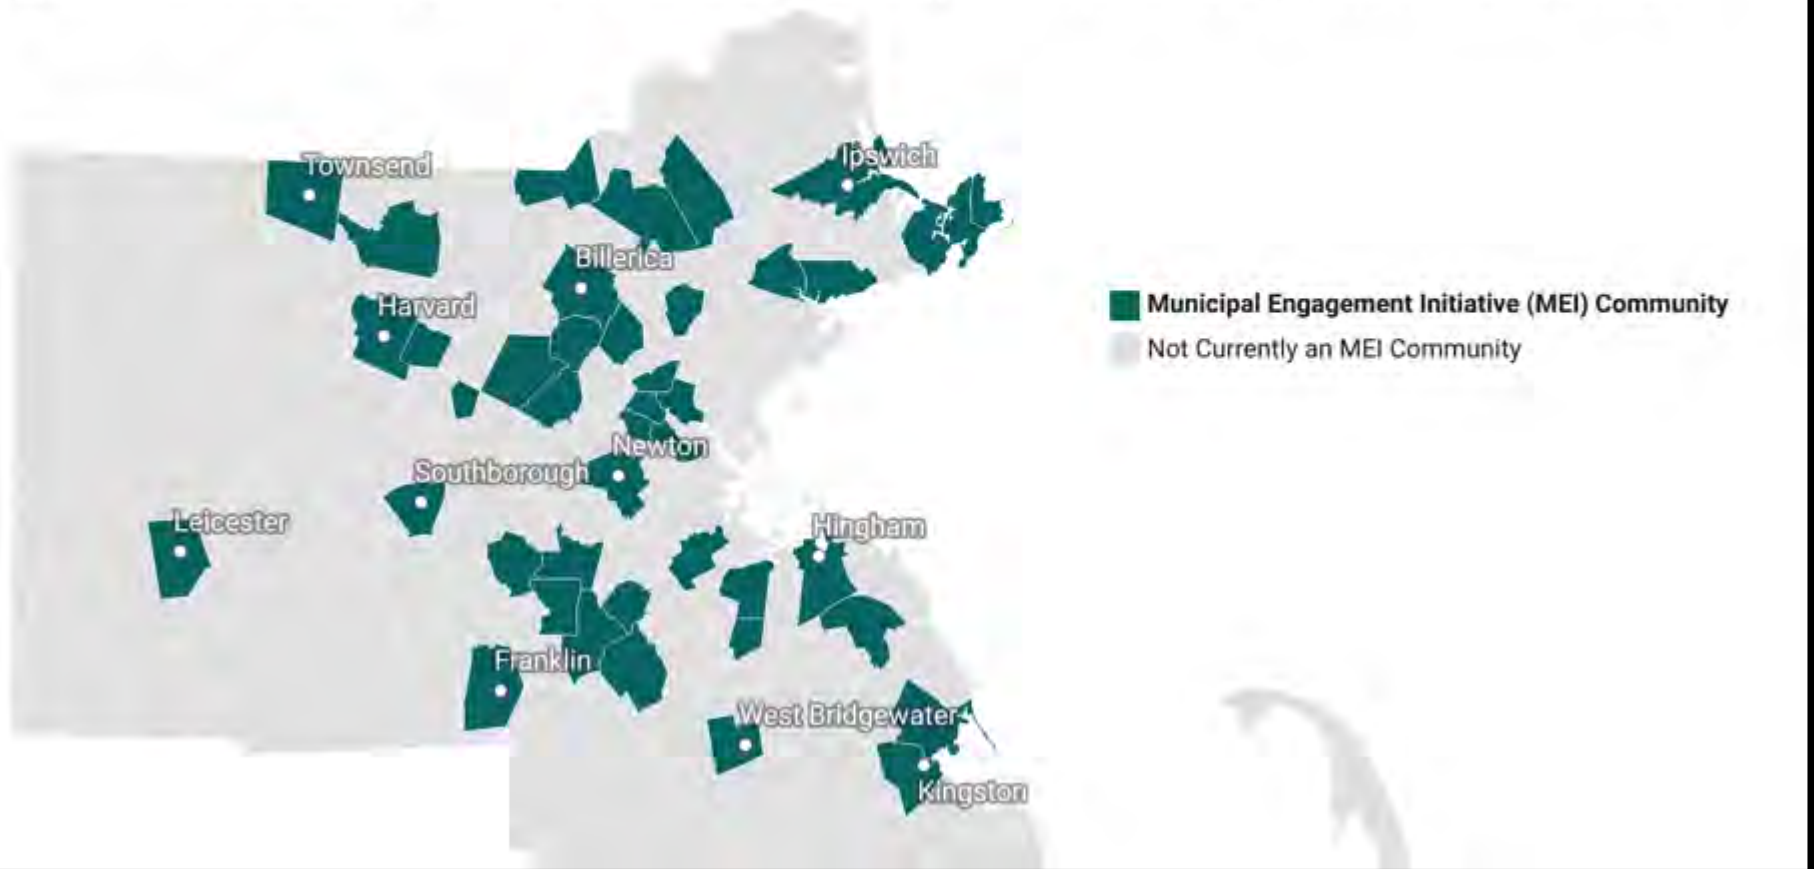 Townsend
Ipswich
Billerica
Harvard
Municipal Engagement Initiative (MEI) Community
Not Currently an MEI Community
Newton
Southborough
Leicester
Hingham
Franklin
West Bridgewater
Kingston